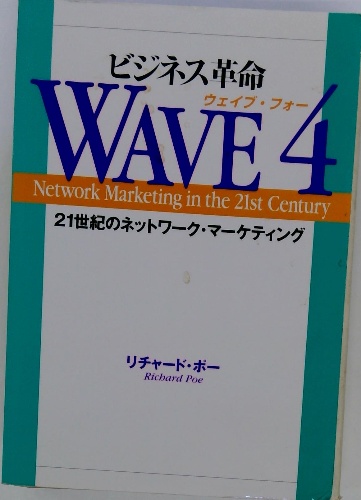 ビジネス革命
ウェイブ・フォー
WAVE 4
Network Marketing in the 21st Century
21世紀のネットワーク・マーケティング
リチャード・ポー
Richard Poe